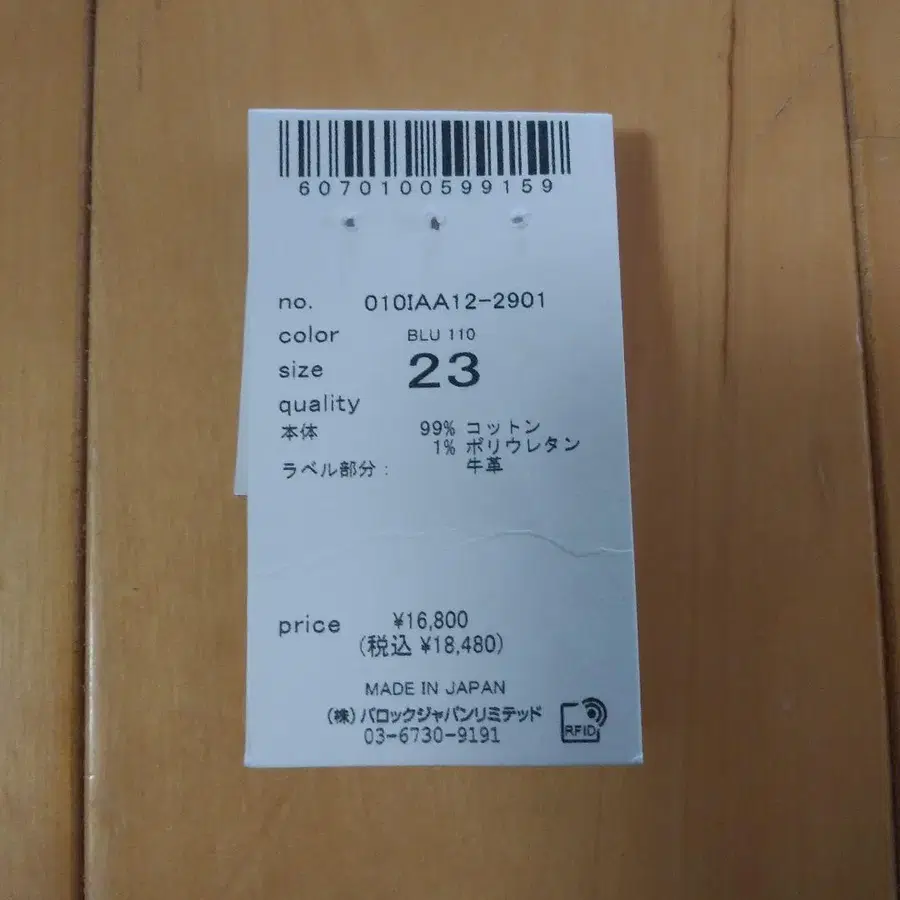 6070100599159
no. 010IAA12-2901
color BLU 110
size 23
quality
本体 99% コットン
1% ポリウレタン
ラベル部分: 牛革
price ¥16,800
(税込 ¥18,480)
MADE IN JAPAN
(株)バロックジャパンリミテッド
03-6730-9191
RFID